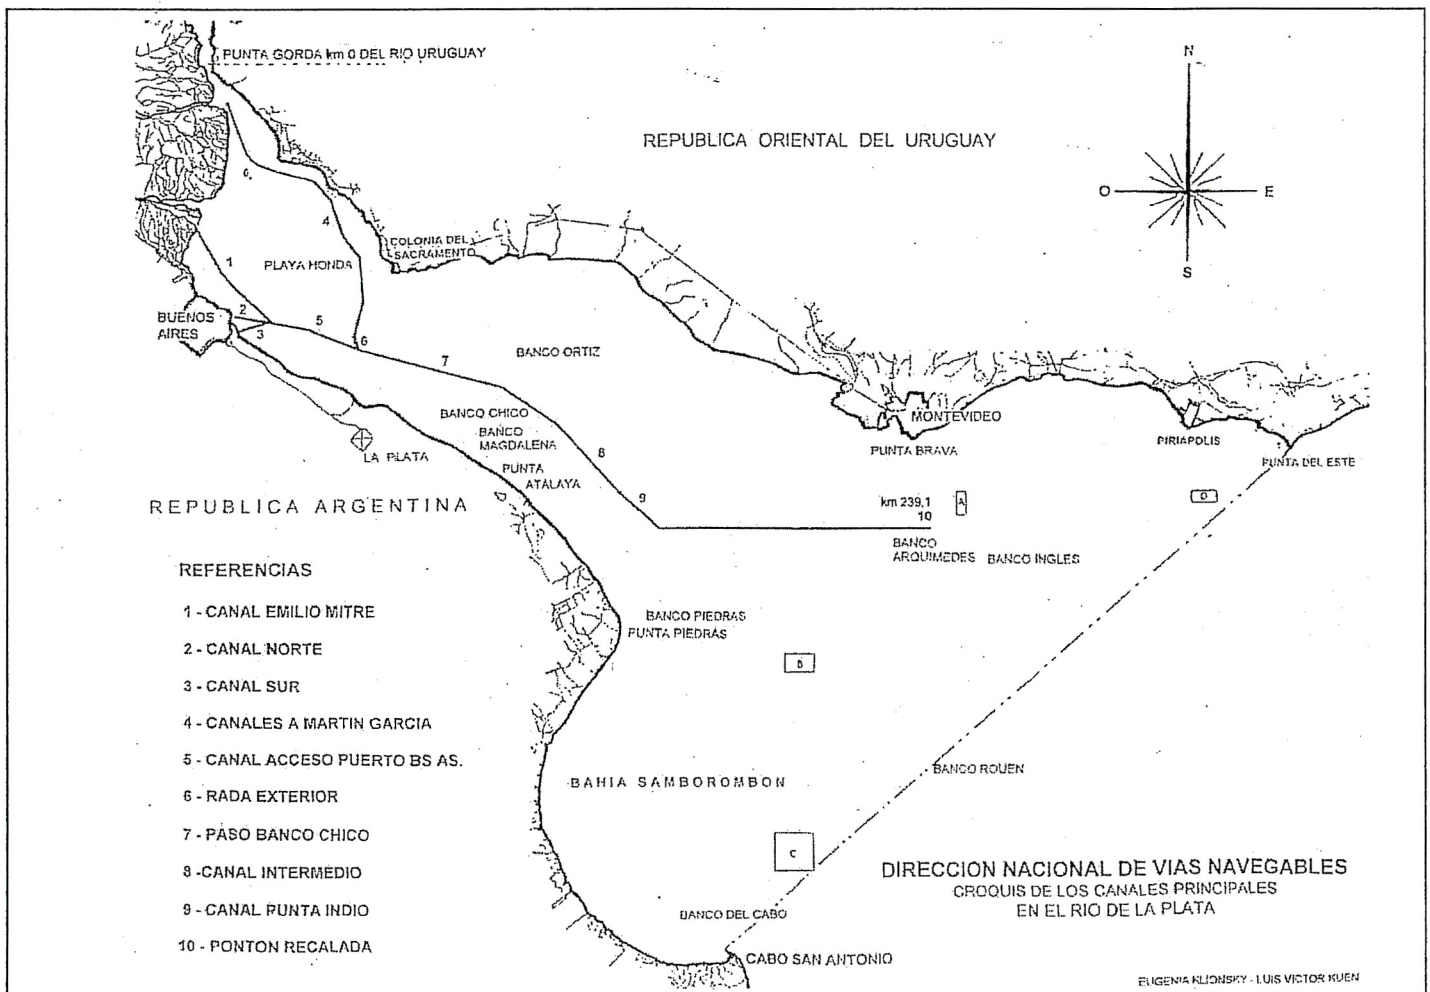 PUNTA GORDA km 0 DEL RIO URUGUAY
N
REPUBLICA ORIENTAL DEL URUGUAY
O
E
S
6
4
COLONIA DEL
SACRAMENTO
1
PLAYA HONDA
BUENOS
AIRES
2
3
5
6
7
BANCO ORTIZ
BANCO CHICO
BANCO
MAGDALENA
8
MONTEVIDEO
PUNTA BRAVA
PIRIAPOLIS
PUNTA DEL ESTE
LA PLATA
PUNTA
ATALAYA
9
km 239,1
10
A
D
REPUBLICA ARGENTINA
BANCO
ARQUIMEDES
BANCO INGLES
REFERENCIAS
1 - CANAL EMILIO MITRE
2 - CANAL NORTE
3 - CANAL SUR
4 - CANALES A MARTIN GARCIA
5 - CANAL ACCESO PUERTO BS AS.
6 - RADA EXTERIOR
7 - PASO BANCO CHICO
8 -CANAL INTERMEDIO
9 - CANAL PUNTA INDIO
10 - PONTON RECALADA
BANCO PIEDRAS
PUNTA PIEDRAS
B
BANCO ROUEN
BAHIA SAMBOROMBON
C
BANCO DEL CABO
CABO SAN ANTONIO
DIRECCION NACIONAL DE VIAS NAVEGABLES
CROQUIS DE LOS CANALES PRINCIPALES
EN EL RIO DE LA PLATA
EUGENIA KLIONSKY - LUIS VICTOR KUEN